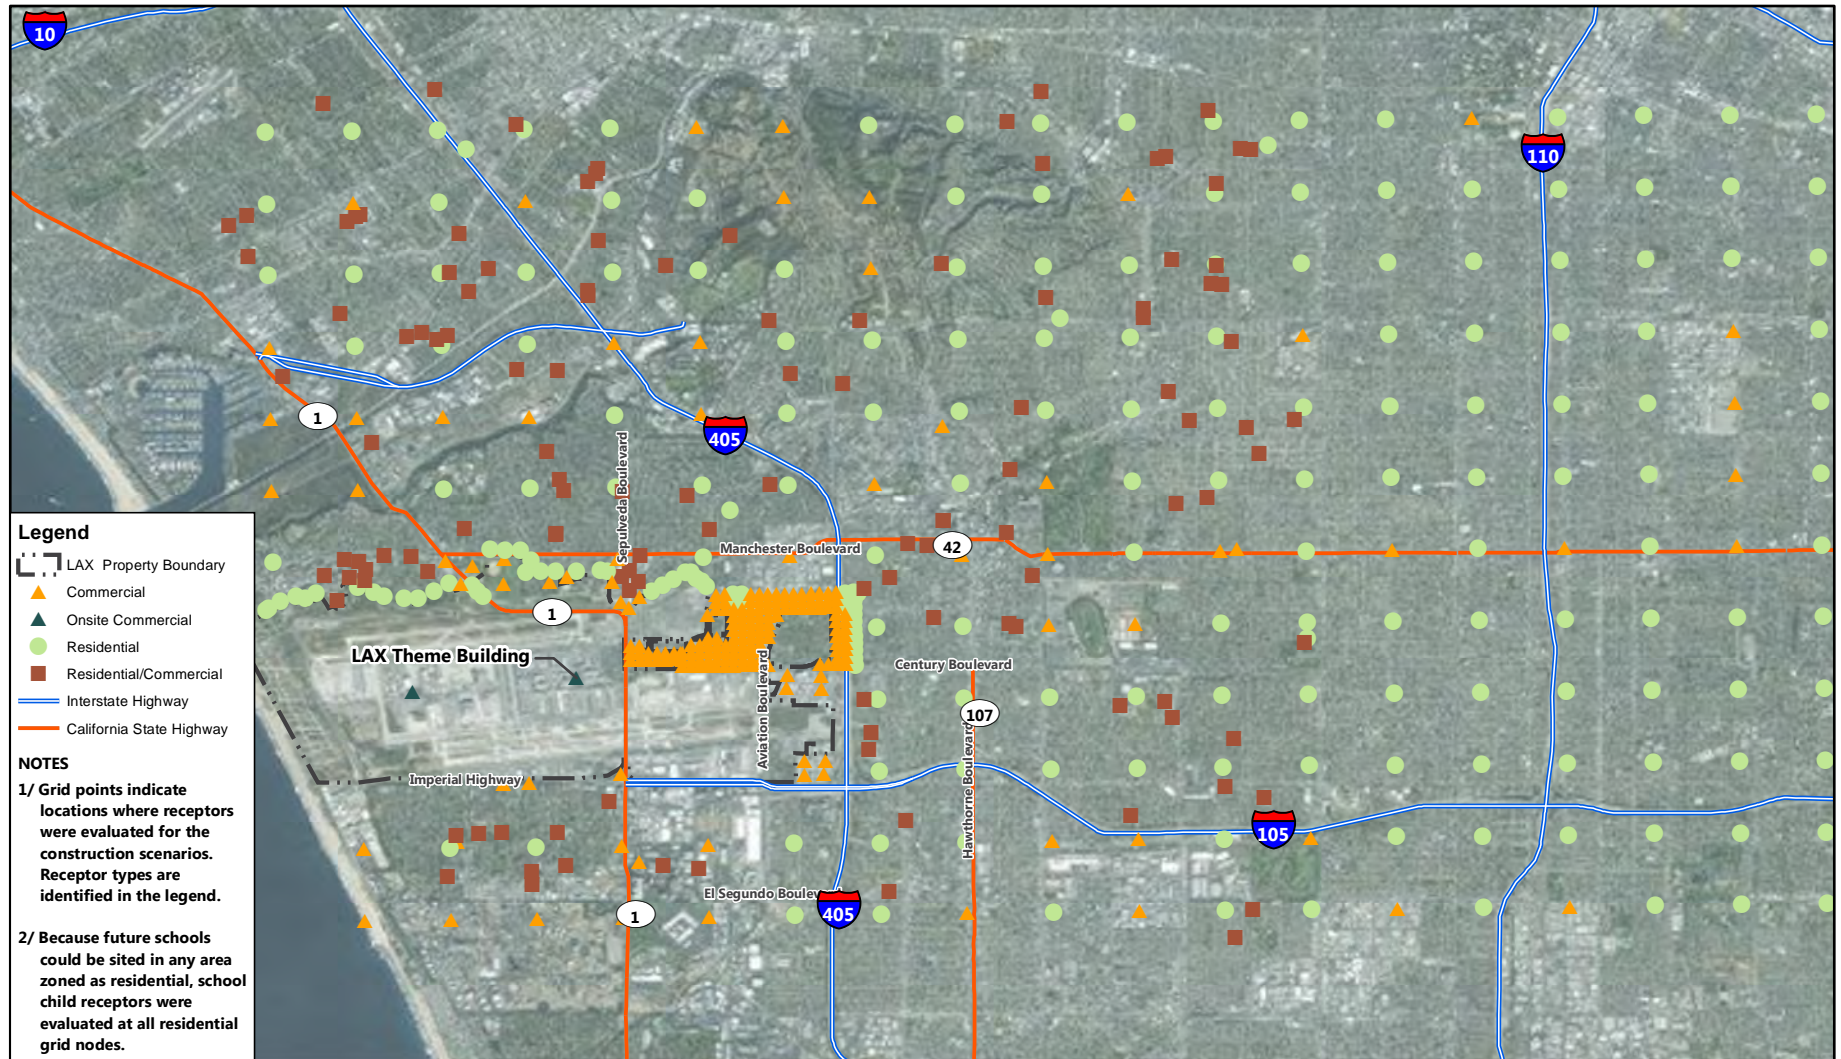 10
110
1
405
Sepulveda Boulevard
Manchester Boulevard
42
1
LAX Theme Building
Century Boulevard
Aviation Boulevard
107
Hawthorne Boulevard
Imperial Highway
105
El Segundo Boulev
405
1
Legend
LAX Property Boundary
Commercial
Onsite Commercial
Residential
Residential/Commercial
Interstate Highway
California State Highway
NOTES
1/ Grid points indicate
locations where receptors
were evaluated for the
construction scenarios.
Receptor types are
identified in the legend.
2/ Because future schools
could be sited in any area
zoned as residential, school
child receptors were
evaluated at all residential
grid nodes.